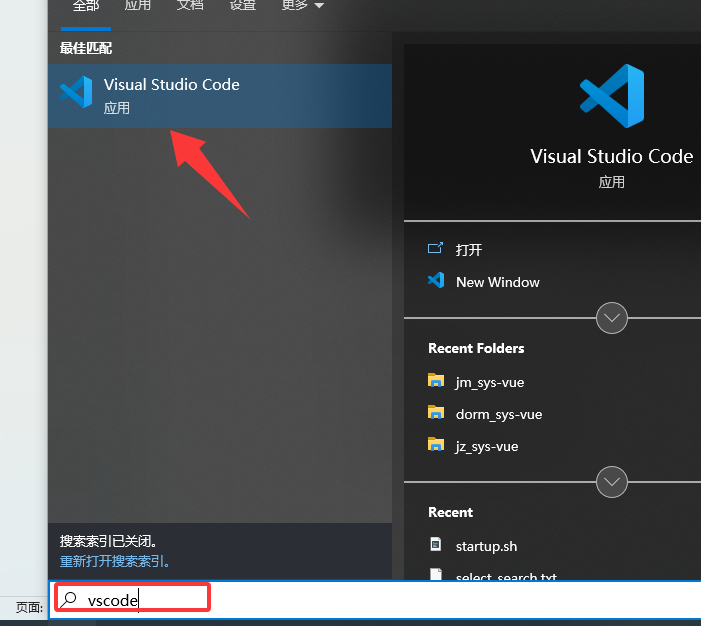 全部 应用 文档 设置 更多
最佳匹配
Visual Studio Code
应用
Visual Studio Code
应用
打开
New Window
Recent Folders
jm_sys-vue
dorm_sys-vue
jz_sys-vue
Recent
startup.sh
select_search.txt
搜索索引已关闭。
重新打开搜索索引。
页面:
vscode